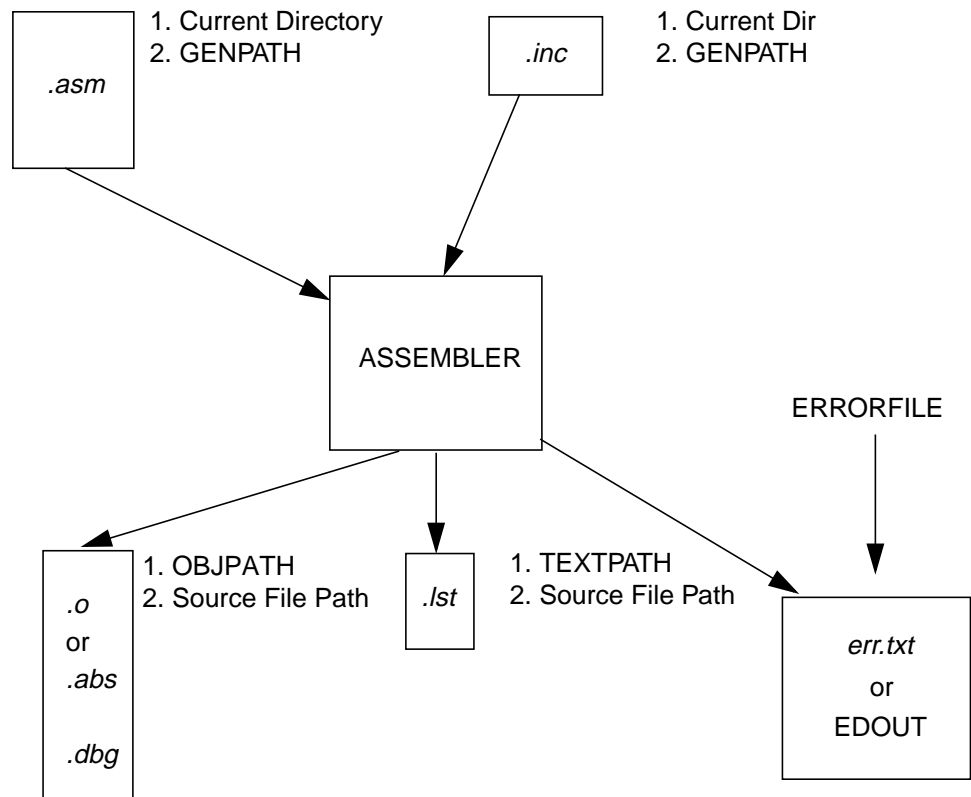 .asm
1. Current Directory
2. GENPATH
.inc
1. Current Dir
2. GENPATH
ASSEMBLER
ERRORFILE
.o
or
.abs
.dbg
1. OBJPATH
2. Source File Path
.lst
1. TEXTPATH
2. Source File Path
err.txt
or
EDOUT